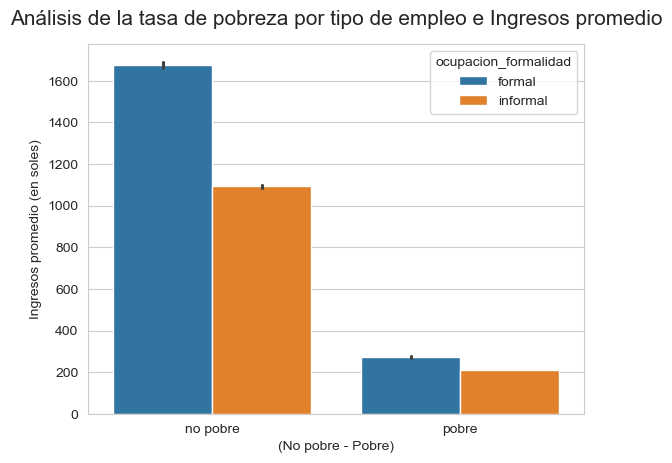 Análisis de la tasa de pobreza por tipo de empleo e Ingresos promedio
ocupacion_formalidad
formal
informal
Ingresos promedio (en soles)
1600
1400
1200
1000
800
600
400
200
0
no pobre
pobre
(No pobre - Pobre)